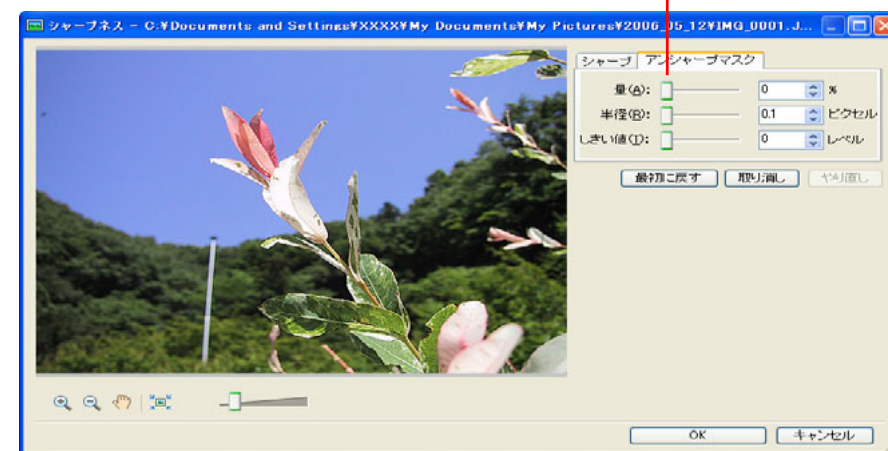 シャープネス - C:¥Documents and Settings¥XXXX¥My Documents¥My Pictures¥2006_05_12¥IMG_0001.J...
シャープ アンシャープマスク
量(A): 0 %
半径(R): 0.1 ピクセル
しきい値(T): 0 レベル
最初に戻す 取り消し やり直し
OK キャンセル